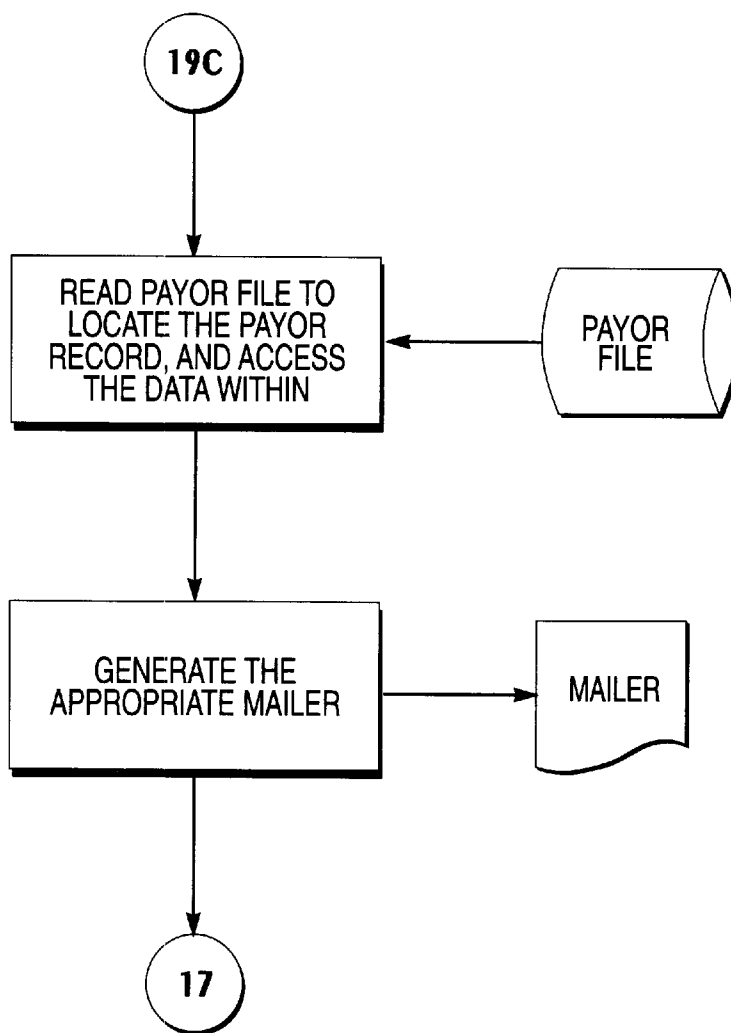 19C
READ PAYOR FILE TO
LOCATE THE PAYOR
RECORD, AND ACCESS
THE DATA WITHIN
PAYOR
FILE
GENERATE THE
APPROPRIATE MAILER
MAILER
17